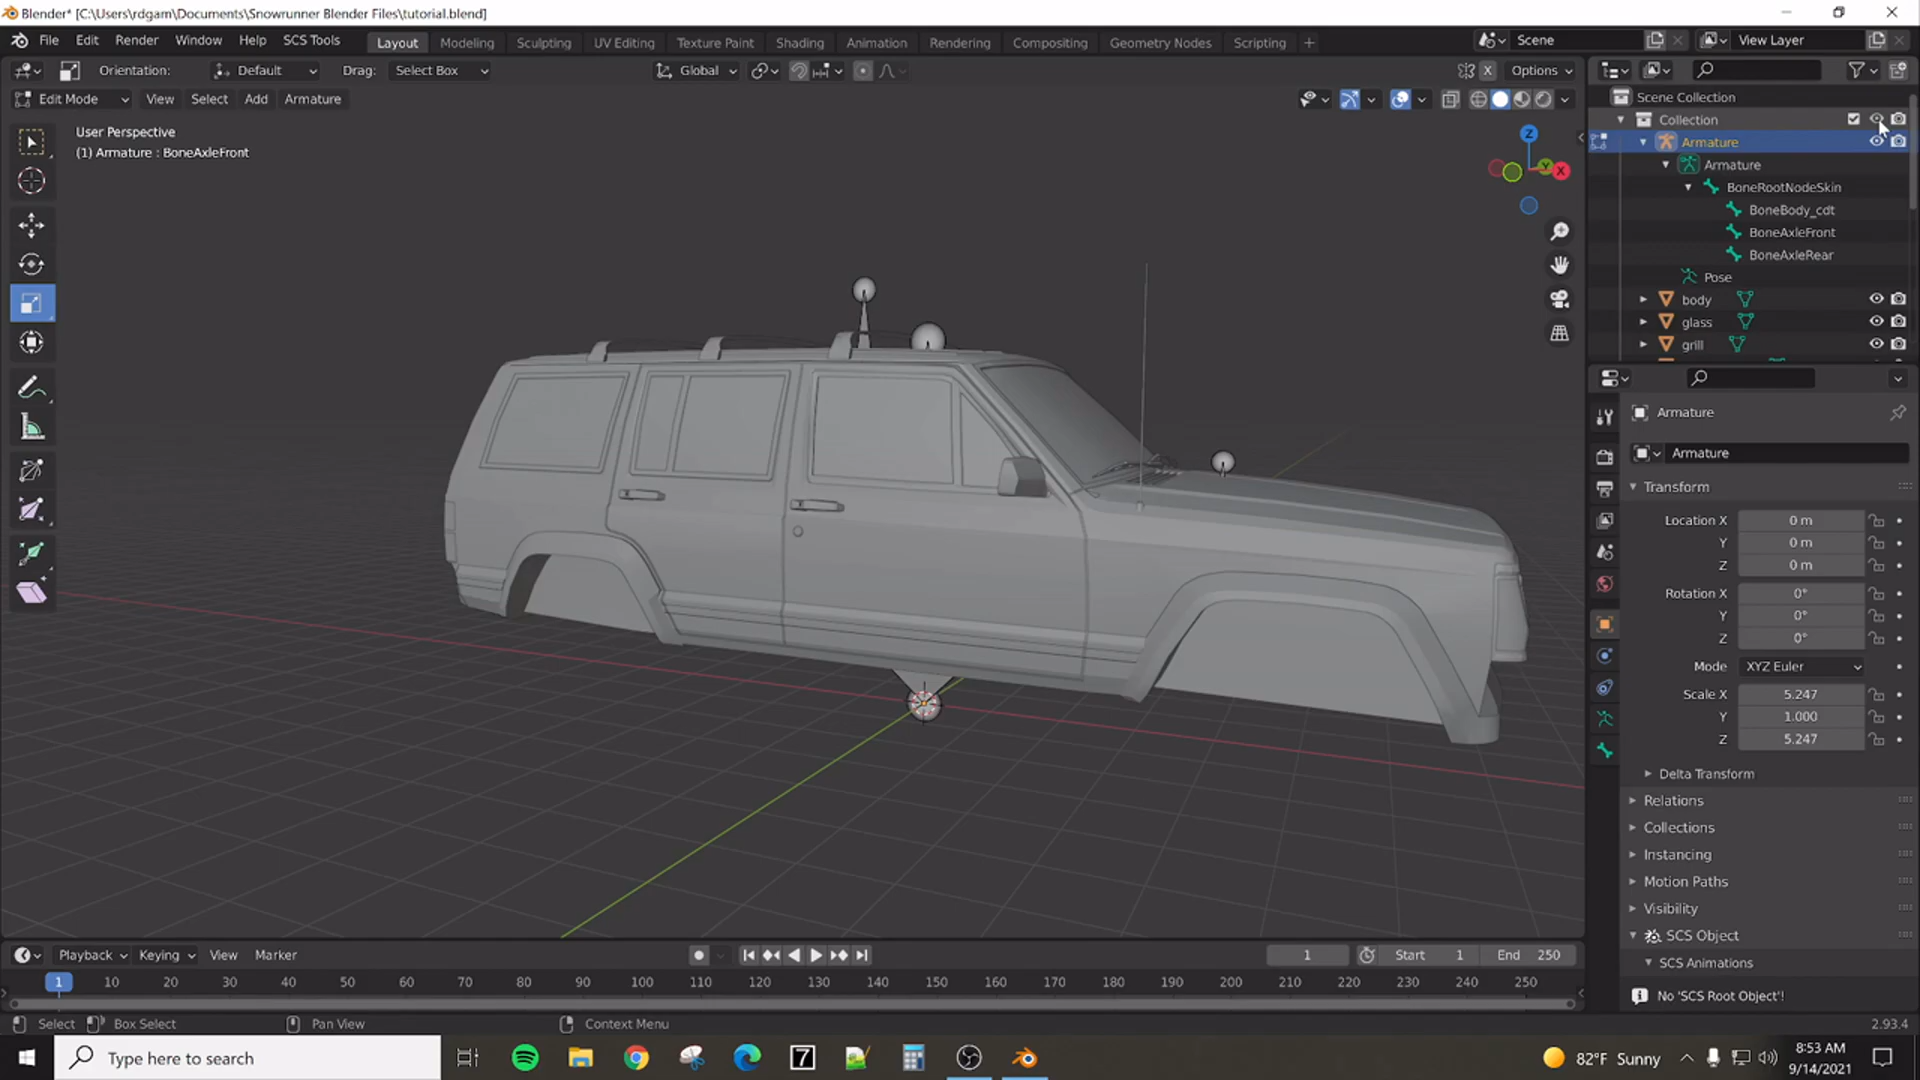 Blender* [C:\Users\rdgam\Documents\Snowrunner Blender Files\tutorial.blend]
File Edit Render Window Help SCS Tools Layout Modeling Sculpting UV Editing Texture Paint Shading Animation Rendering Compositing Geometry Nodes Scripting + Scene View Layer
Orientation: Default Drag: Select Box Global X Options
Edit Mode View Select Add Armature
User Perspective
(1) Armature : BoneAxleFront
Z
Y
X
Scene Collection
Collection
Armature
Armature
BoneRootNodeSkin
BoneBody_cdt
BoneAxleFront
BoneAxleRear
Pose
body
glass
grill
Armature
Armature
Transform
Location X 0 m
Y 0 m
Z 0 m
Rotation X 0°
Y 0°
Z 0°
Mode XYZ Euler
Scale X 5.247
Y 1.000
Z 5.247
Delta Transform
Relations
Collections
Instancing
Motion Paths
Visibility
SCS Object
SCS Animations
No 'SCS Root Object'!
Playback Keying View Marker 1 Start 1 End 250
1 10 20 30 40 50 60 70 80 90 100 110 120 130 140 150 160 170 180 190 200 210 220 230 240 250
Select Box Select Pan View Context Menu 2.93.4
Type here to search 7 82°F Sunny 8:53 AM
9/14/2021